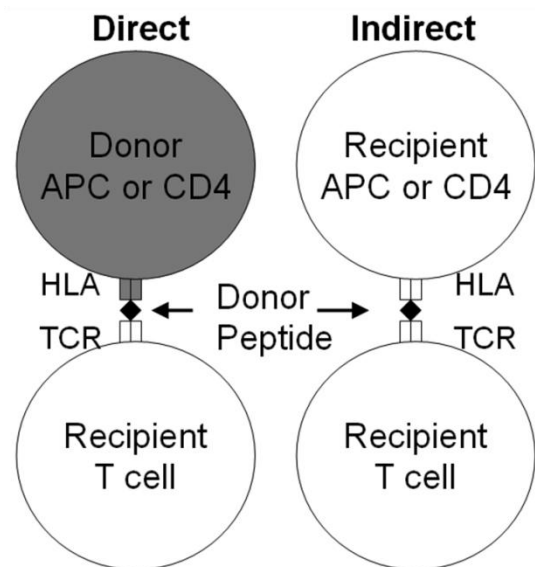 Direct
Indirect
Donor
APC or CD4
Recipient
APC or CD4
HLA
HLA
Donor
Peptide
TCR
TCR
Recipient
T cell
Recipient
T cell